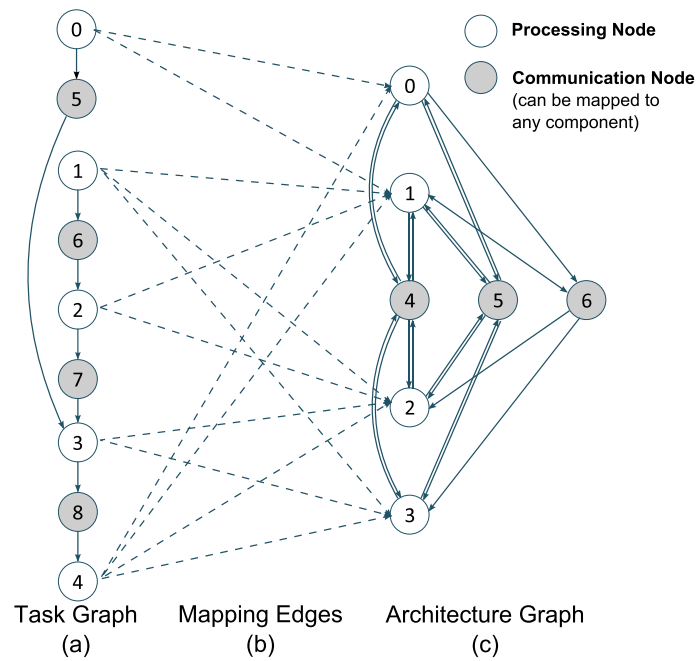 0
5
1
6
2
7
3
8
4
0
1
4
5
6
2
3
Processing Node
Communication Node
(can be mapped to
any component)
Task Graph
(a)
Mapping Edges
(b)
Architecture Graph
(c)